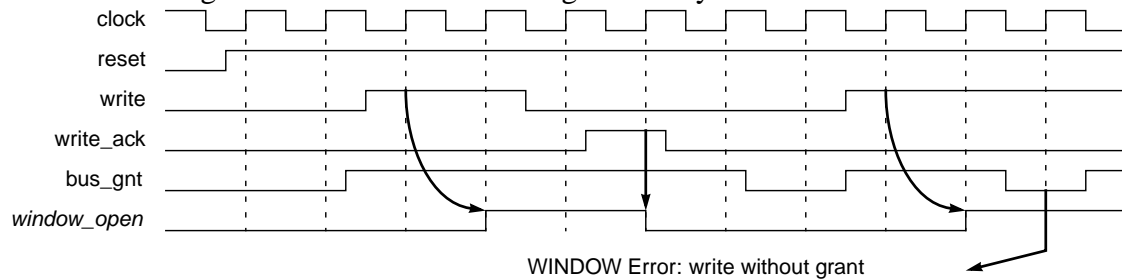 clock
reset
write
write_ack
bus_gnt
window_open
WINDOW Error: write without grant